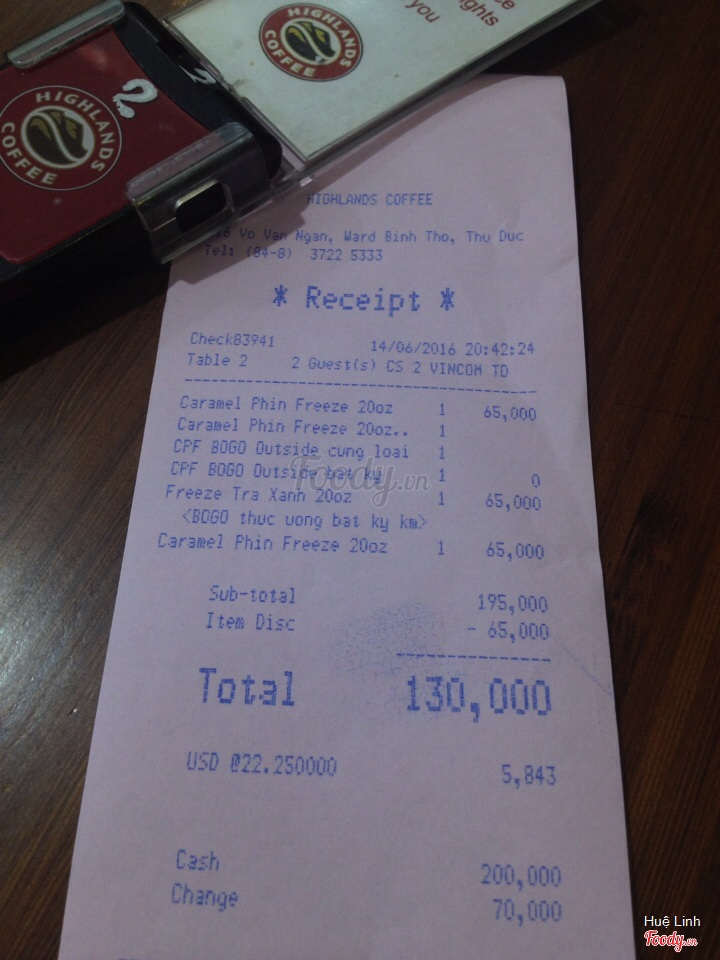 HIGHLANDS COFFEE
ights
you
2
HIGHLANDS COFFEE
HIGHLANDS COFFEE
Vo Van Ngan, Ward Binh Tho, Thu Duc
Tel: (84-8) 3722 5333
* Receipt *
Check83941 14/06/2016 20:42:24
Table 2 2 Guest(s) CS 2 VINCOM TD
Caramel Phin Freeze 20oz 1 65,000
Caramel Phin Freeze 20oz.. 1
CPF BOGO Outside cung loai 1
CPF BOGO Outside bat ky 1 0
Foody.vn
Freeze Tra Xanh 20oz 1 65,000
<BOGO thuc uong bat ky km>
Caramel Phin Freeze 20oz 1 65,000
Sub-total 195,000
Item Disc - 65,000
Total 130,000
USD @22.250000 5,843
Cash 200,000
Change 70,000
Huệ Linh
Foody.vn